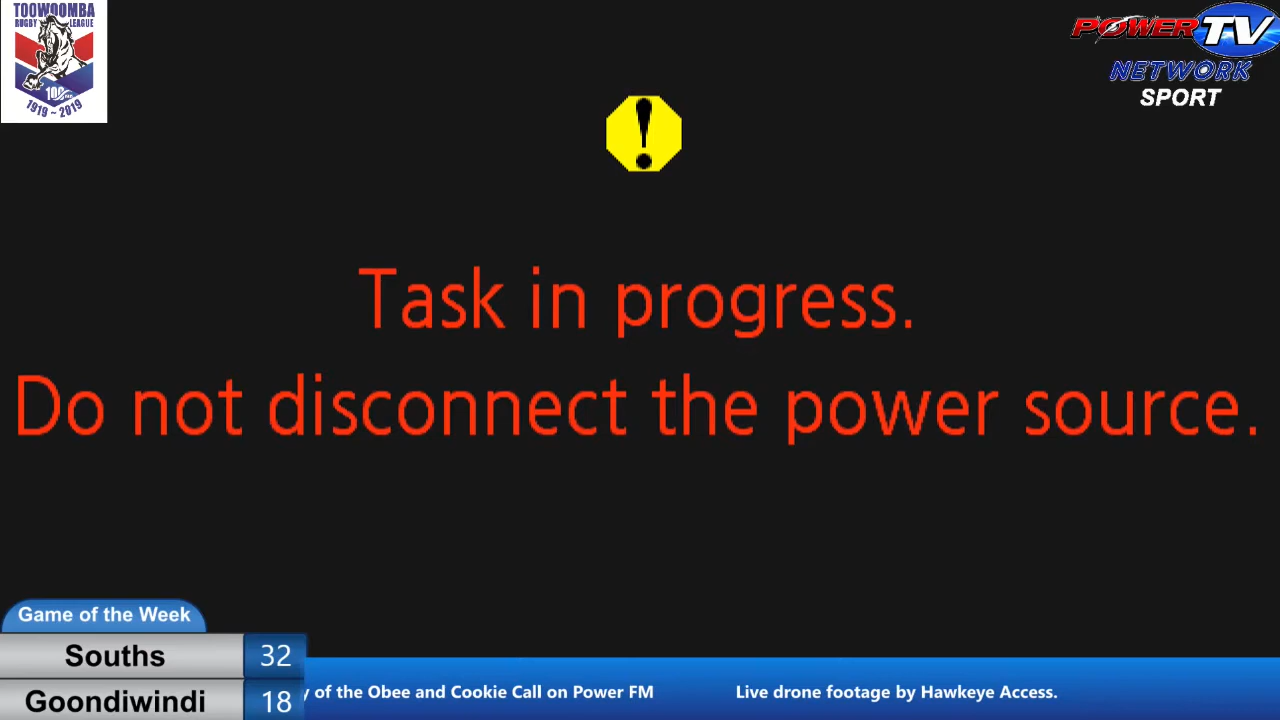 TOOWOOMBA
RUGBY LEAGUE
100
1919 ~ 2019
POWER TV
NETWORK
SPORT
!
Task in progress.
Do not disconnect the power source.
Game of the Week
Souths 32
Goondiwindi 18
y of the Obee and Cookie Call on Power FM Live drone footage by Hawkeye Access.